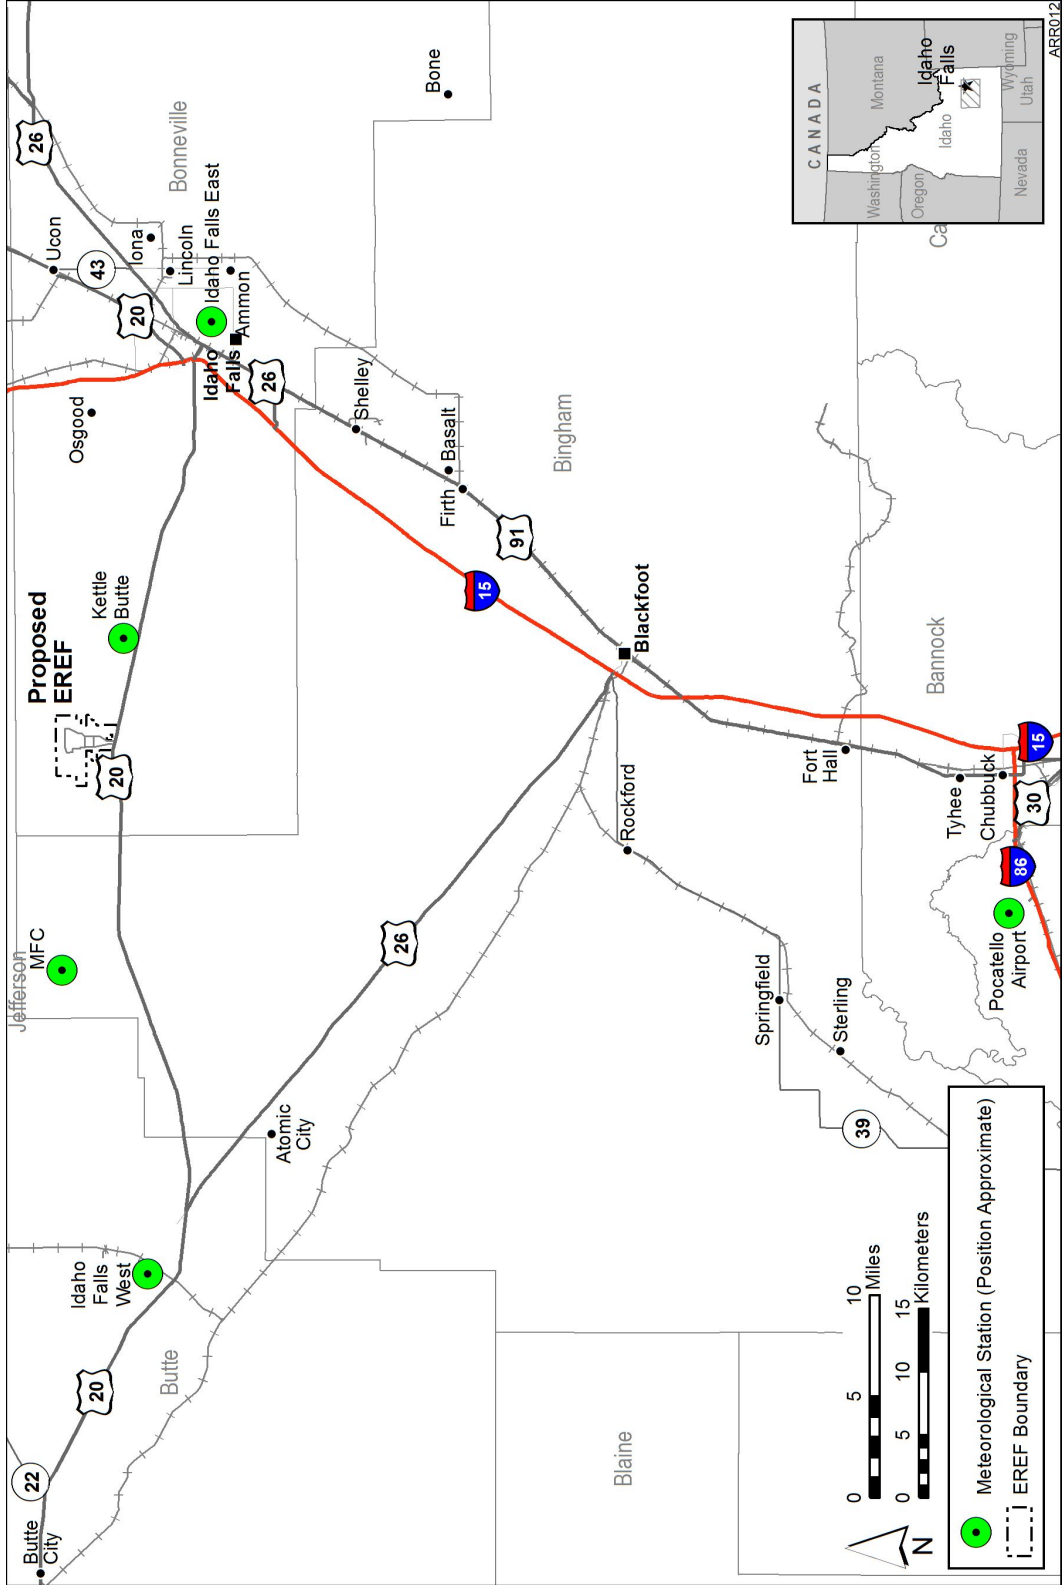 Butte
City
22
20
Butte
Idaho
Falls
West
Jefferson
MFC
Atomic
City
26
20
Proposed
EREF
Kettle
Butte
Osgood
Ucon
26
43
20
Iona
Lincoln
Idaho Falls East
Ammon
Idaho
Falls
26
Bonneville
Bone
Shelley
Basalt
Firth
91
15
Bingham
Blackfoot
Rockford
Springfield
Sterling
39
Blaine
Fort
Hall
Bannock
Tyhee
Chubbuck
15
30
86
Pocatello
Airport
Ca
CANADA
Washington
Montana
Oregon
Idaho
Idaho
Falls
Wyoming
Nevada
Utah
0 5 10
Miles
0 5 10 15
Kilometers
N
Meteorological Station (Position Approximate)
EREF Boundary
ARR012